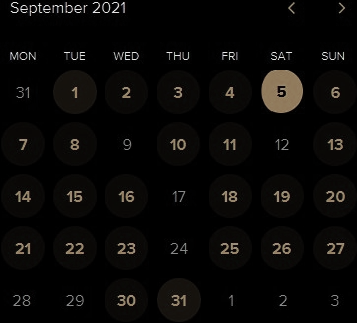 September 2021 < >
MON TUE WED THU FRI SAT SUN
31 1 2 3 4 5 6
7 8 9 10 11 12 13
14 15 16 17 18 19 20
21 22 23 24 25 26 27
28 29 30 31 1 2 3